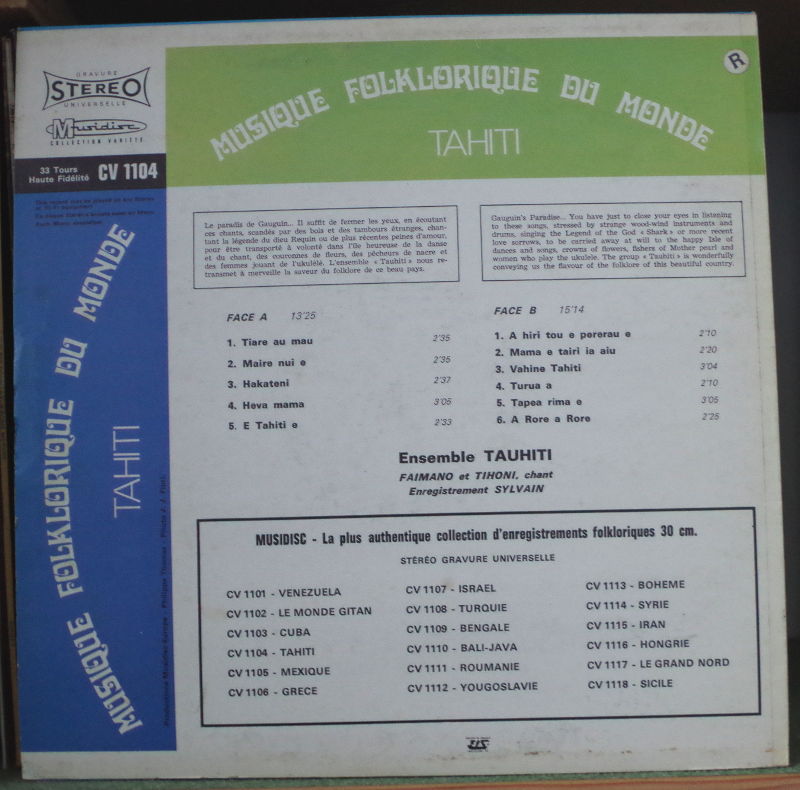 GRAVURE
STEREO
UNIVERSELLE
Musidisc
COLLECTION VARIÉTÉ
33 Tours
Haute Fidélité CV 1104
MUSIQUE FOLKLORIQUE DU MONDE
TAHITI
R
MUSIQUE FOLKLORIQUE DU MONDE
TAHITI
Le paradis de Gauguin... Il suffit de fermer les yeux, en écoutant
ces chants, scandés par des bois et des tambours étranges, chan-
tant la légende du dieu Requin ou de plus récentes peines d'amour,
pour être transporté à volonté dans l'île heureuse de la danse
et du chant, des couronnes de fleurs, des pêcheurs de nacre et
des femmes jouant de l'ukulélé. L'ensemble « Tauhiti » nous re-
transmet à merveille la saveur du folklore de ce beau pays.
Gauguin's Paradise... You have just to close your eyes in listening
to these songs, stressed by strange wood-wind instruments and
drums, singing the Legend of the God « Shark » or more recent
love sorrows, to be carried away at will to the happy Isle of
dances and songs, crowns of flowers, fishers of Mother pearl and
women who play the ukulele. The group « Tauhiti » is wonderfully
conveying us the flavour of the folklore of this beautiful country.
FACE A 13'25
1. Tiare au mau 2'35
2. Maire nui e 2'35
3. Hakateni 2'37
4. Heva mama 3'05
5. E Tahiti e 2'33
FACE B 15'14
1. A hiri tou e pererau e 2'10
2. Mama e tairi ia aiu 2'20
3. Vahine Tahiti 3'04
4. Turua a 2'10
5. Tapea rima e 3'05
6. A Rore a Rore 2'25
Ensemble TAUHITI
FAIMANO et TIHONI, chant
Enregistrement SYLVAIN
MUSIDISC - La plus authentique collection d'enregistrements folkloriques 30 cm.
STÉRÉO GRAVURE UNIVERSELLE
CV 1101 - VENEZUELA
CV 1102 - LE MONDE GITAN
CV 1103 - CUBA
CV 1104 - TAHITI
CV 1105 - MEXIQUE
CV 1106 - GRECE
CV 1107 - ISRAEL
CV 1108 - TURQUIE
CV 1109 - BENGALE
CV 1110 - BALI-JAVA
CV 1111 - ROUMANIE
CV 1112 - YOUGOSLAVIE
CV 1113 - BOHEME
CV 1114 - SYRIE
CV 1115 - IRAN
CV 1116 - HONGRIE
CV 1117 - LE GRAND NORD
CV 1118 - SICILE